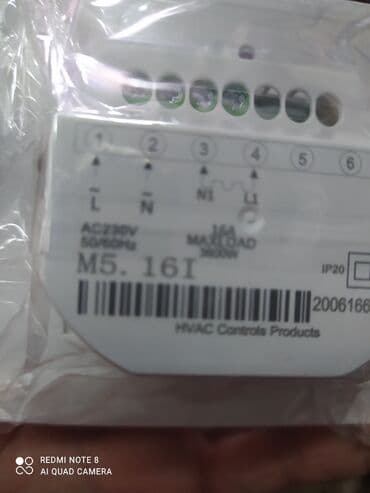 1 2 3 4 5 6
N1 L1
L N
AC230V 16A
50/60Hz MAXLOAD
3600W
M5. 16I
IP20
2006166
HVAC Controls Products
REDMI NOTE 8
AI QUAD CAMERA